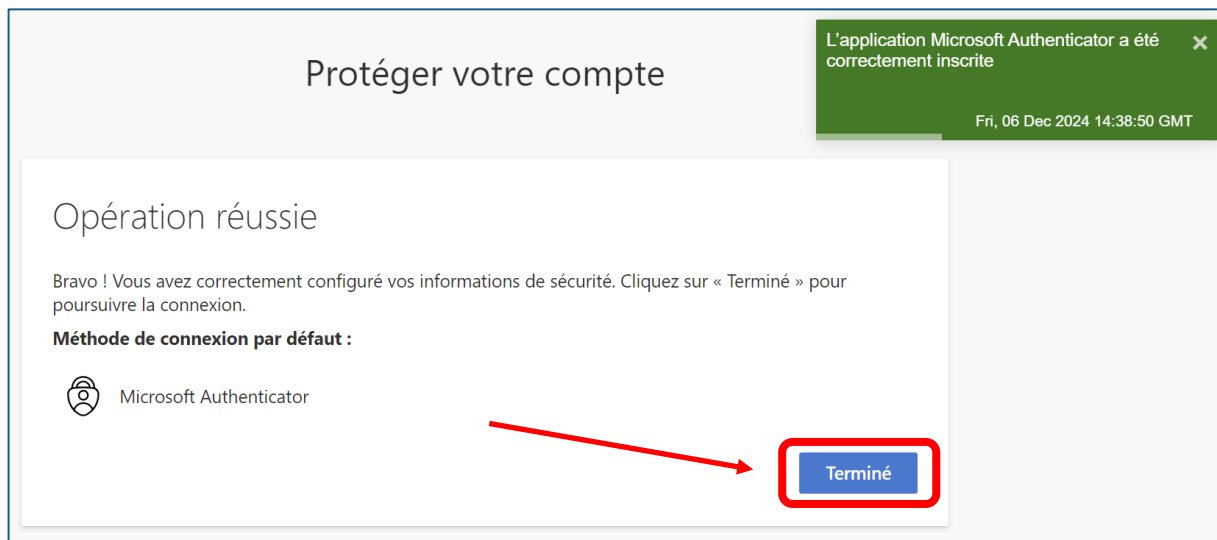 Protéger votre compte
L'application Microsoft Authenticator a été
correctement inscrite
Fri, 06 Dec 2024 14:38:50 GMT
Opération réussie
Bravo ! Vous avez correctement configuré vos informations de sécurité. Cliquez sur « Terminé » pour
poursuivre la connexion.
Méthode de connexion par défaut :
Microsoft Authenticator
Terminé